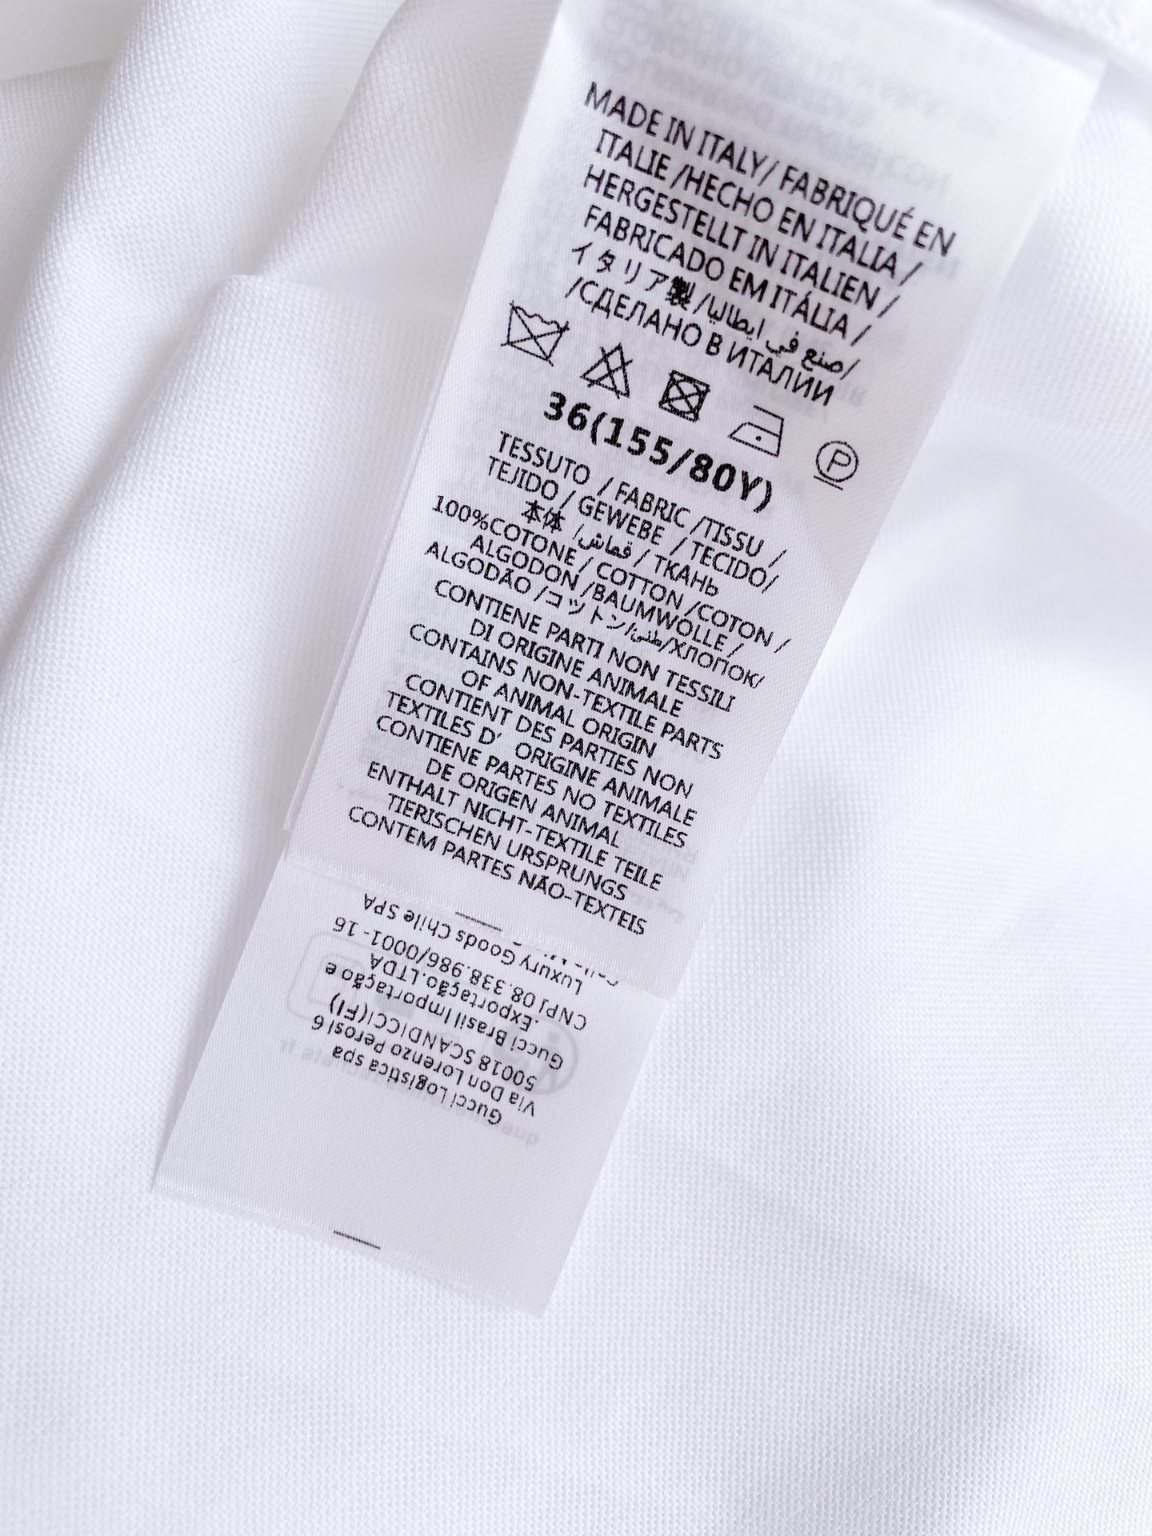 MADE IN ITALY/ FABRIQUÉ EN
ITALIE /HECHO EN ITALIA /
HERGESTELLT IN ITALIEN /
FABRICADO EM ITÁLIA /
イタリア製 /صنع في ايطاليا/
/СДЕЛАНО В ИТАЛИИ
P
36(155/80Y)
TESSUTO / FABRIC /TISSU /
TEJIDO / GEWEBE / TECIDO/
本体 /قماش / ТКАНЬ
100%COTONE / COTTON /COTON /
ALGODON /BAUMWOLLE /
ALGODÃO /コットン/قطن/ХЛОПОК/
CONTIENE PARTI NON TESSILI
DI ORIGINE ANIMALE
CONTAINS NON-TEXTILE PARTS
OF ANIMAL ORIGIN
CONTIENT DES PARTIES NON
TEXTILES D' ORIGINE ANIMALE
CONTIENE PARTES NO TEXTILES
DE ORIGEN ANIMAL
ENTHALT NICHT-TEXTILE TEILE
TIERISCHEN URSPRUNGS
CONTEM PARTES NÃO-TEXTEIS
Gucci Logistica spa
Via Don Lorenzo Perosi 6
50018 SCANDICCI(FI)
Gucci Brasil Importação e
.Exportação.LTDA
CNPJ 08.338.986/0001-16
Luxury Goods Chile SPA